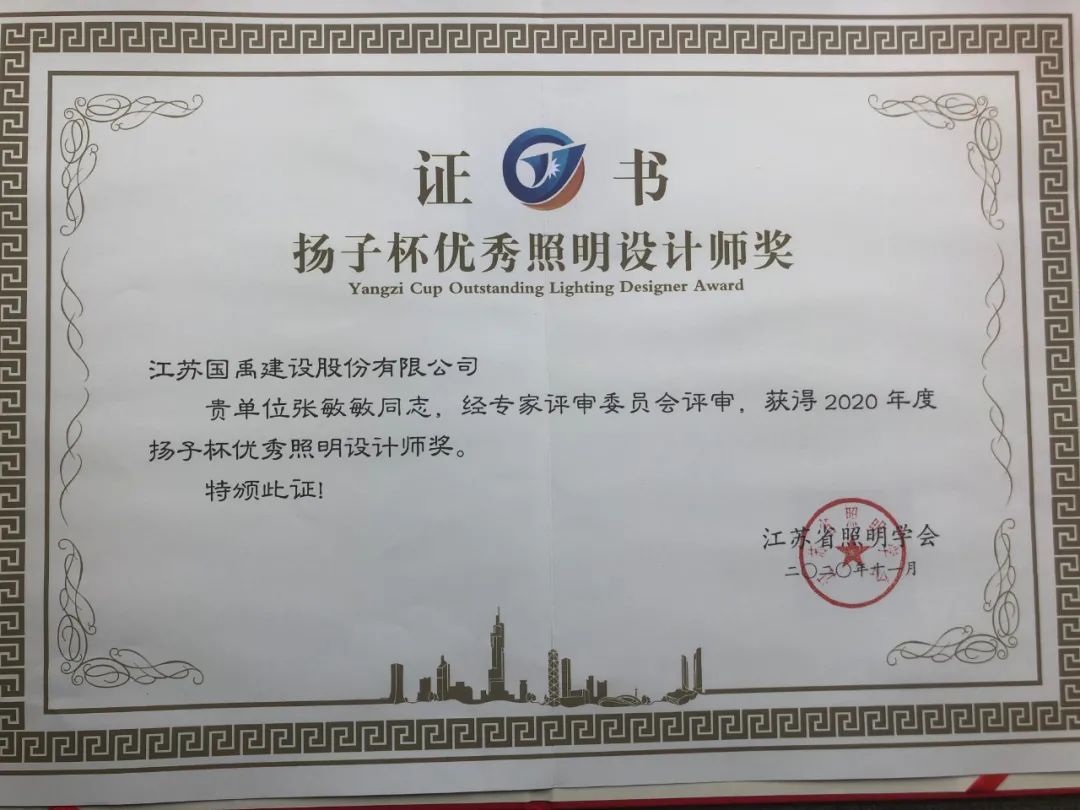 证书
扬子杯优秀照明设计师奖
Yangzi Cup Outstanding Lighting Designer Award
江苏国禹建设股份有限公司
贵单位张敏敏同志，经专家评审委员会评审，获得 2020 年度
扬子杯优秀照明设计师奖。
特颁此证！
江苏省照明学会
二〇二〇年十一月